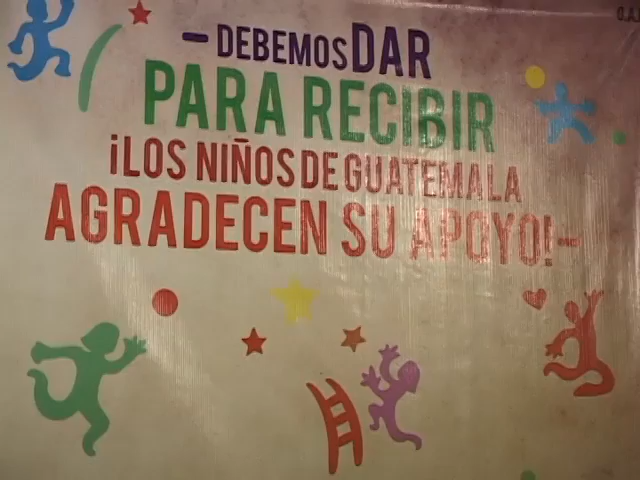 – DEBEMOS DAR
PARA RECIBIR
¡LOS NIÑOS DE GUATEMALA
AGRADECEN SU APOYO! –